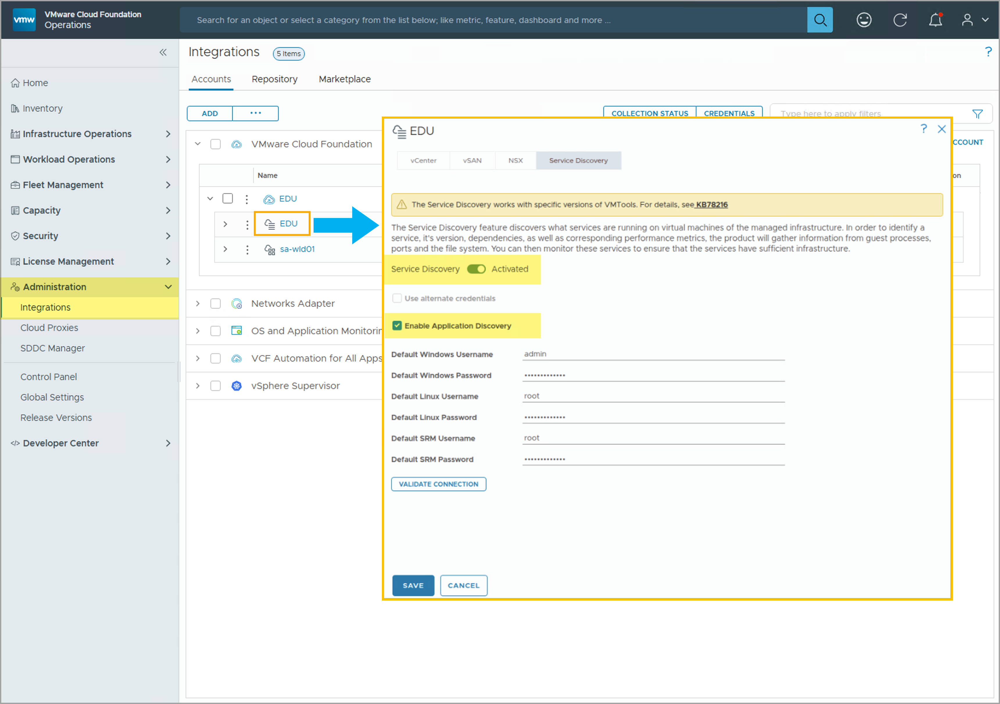 vmw
VMware Cloud Foundation
Operations
Search for an object or select a category from the list below; like metric, feature, dashboard and more ...
Home
Inventory
Infrastructure Operations
Workload Operations
Fleet Management
Capacity
Security
License Management
Administration
Integrations
Cloud Proxies
SDDC Manager
Control Panel
Global Settings
Release Versions
</> Developer Center
Integrations 5 Items
?
Accounts Repository Marketplace
ADD ...
COLLECTION STATUS CREDENTIALS Type here to apply filters
VMware Cloud Foundation
CCOUNT
Name
on
EDU
EDU
sa-wld01
Networks Adapter
OS and Application Monitorin
VCF Automation for All Apps
vSphere Supervisor
EDU
?
vCenter vSAN NSX Service Discovery
The Service Discovery works with specific versions of VMTools. For details, see KB78216
The Service Discovery feature discovers what services are running on virtual machines of the managed infrastructure. In order to identify a
service, it's version, dependencies, as well as corresponding performance metrics, the product will gather information from guest processes,
ports and the file system. You can then monitor these services to ensure that the services have sufficient infrastructure.
Service Discovery Activated
Use alternate credentials
Enable Application Discovery
Default Windows Username admin
Default Windows Password •••••••••••••
Default Linux Username root
Default Linux Password •••••••••••••
Default SRM Username root
Default SRM Password •••••••••••••
VALIDATE CONNECTION
SAVE CANCEL